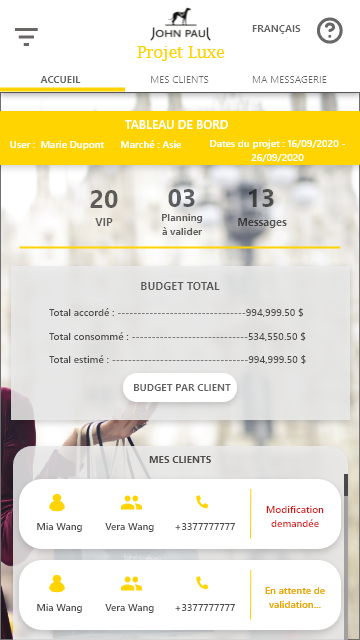 JOHN PAUL
FRANÇAIS
?
Projet Luxe
ACCUEIL
MES CLIENTS
MA MESSAGERIE
TABLEAU DE BORD
User : Marie Dupont
Marché : Asie
Dates du projet : 16/09/2020 -
26/09/2020
20
VIP
03
Planning
à valider
13
Messages
BUDGET TOTAL
Total accordé : --------------------------------994,999.50 $
Total consommé : -----------------------------534,550.50 $
Total estimé : ----------------------------------994,999.50 $
BUDGET PAR CLIENT
MES CLIENTS
Mia Wang
Vera Wang
+3377777777
Modification
demandée
Mia Wang
Vera Wang
+3377777777
En attente de
validation...